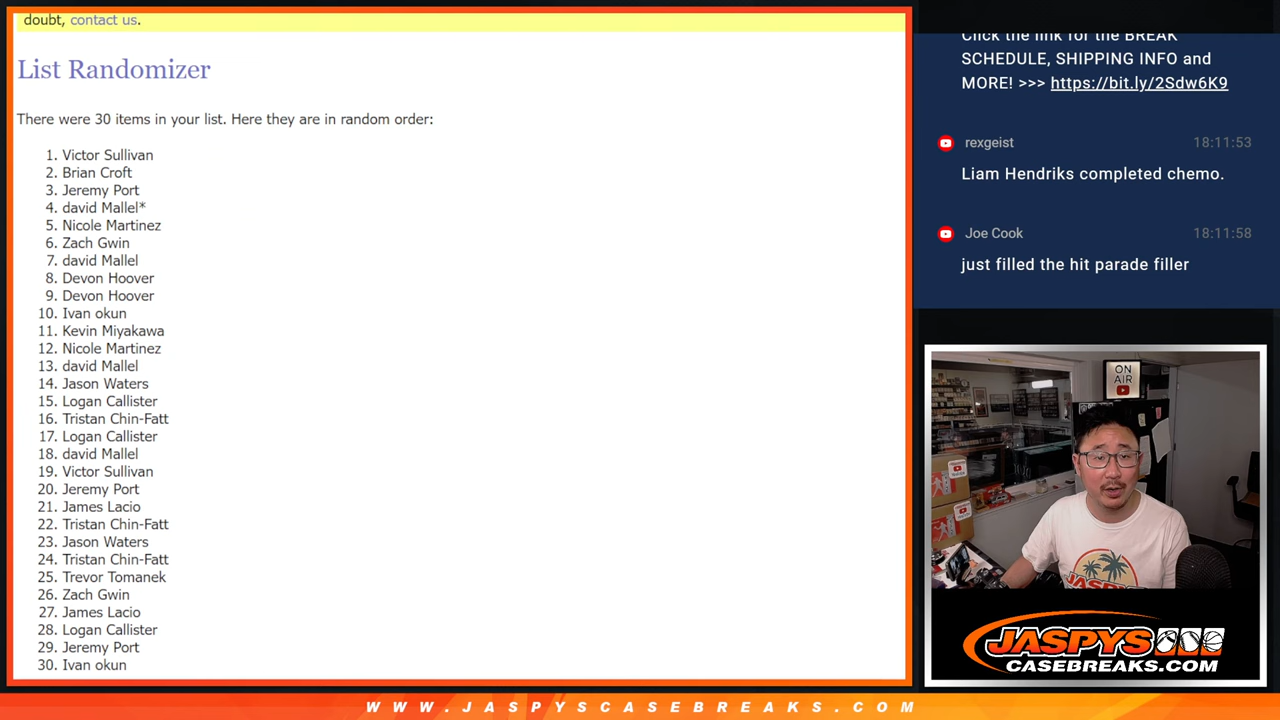 doubt, contact us.
List Randomizer
There were 30 items in your list. Here they are in random order:
1. Victor Sullivan
2. Brian Croft
3. Jeremy Port
4. david Mallel*
5. Nicole Martinez
6. Zach Gwin
7. david Mallel
8. Devon Hoover
9. Devon Hoover
10. Ivan okun
11. Kevin Miyakawa
12. Nicole Martinez
13. david Mallel
14. Jason Waters
15. Logan Callister
16. Tristan Chin-Fatt
17. Logan Callister
18. david Mallel
19. Victor Sullivan
20. Jeremy Port
21. James Lacio
22. Tristan Chin-Fatt
23. Jason Waters
24. Tristan Chin-Fatt
25. Trevor Tomanek
26. Zach Gwin
27. James Lacio
28. Logan Callister
29. Jeremy Port
30. Ivan okun
Click the link for the BREAK
SCHEDULE, SHIPPING INFO and
MORE! >>> https://bit.ly/2Sdw6K9
rexgeist 18:11:53
Liam Hendriks completed chemo.
Joe Cook 18:11:58
just filled the hit parade filler
ON
AIR
JASPYS
JASPYS
CASEBREAKS.COM
WWW.JASPYSCASEBREAKS.COM